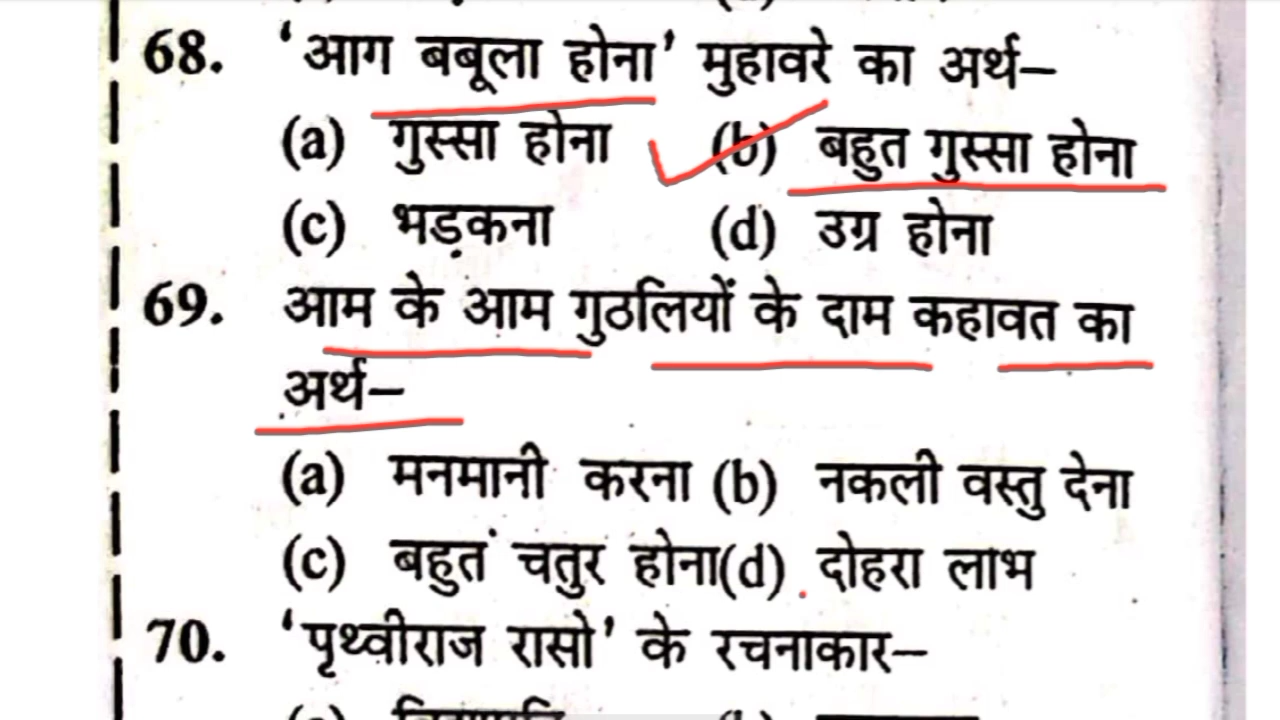 68. ‘आग बबूला होना’ मुहावरे का अर्थ–
(a) गुस्सा होना (b) बहुत गुस्सा होना
(c) भड़कना (d) उग्र होना
69. आम के आम गुठलियों के दाम कहावत का
अर्थ–
(a) मनमानी करना (b) नकली वस्तु देना
(c) बहुत चतुर होना (d) दोहरा लाभ
70. ‘पृथ्वीराज रासो’ के रचनाकार–